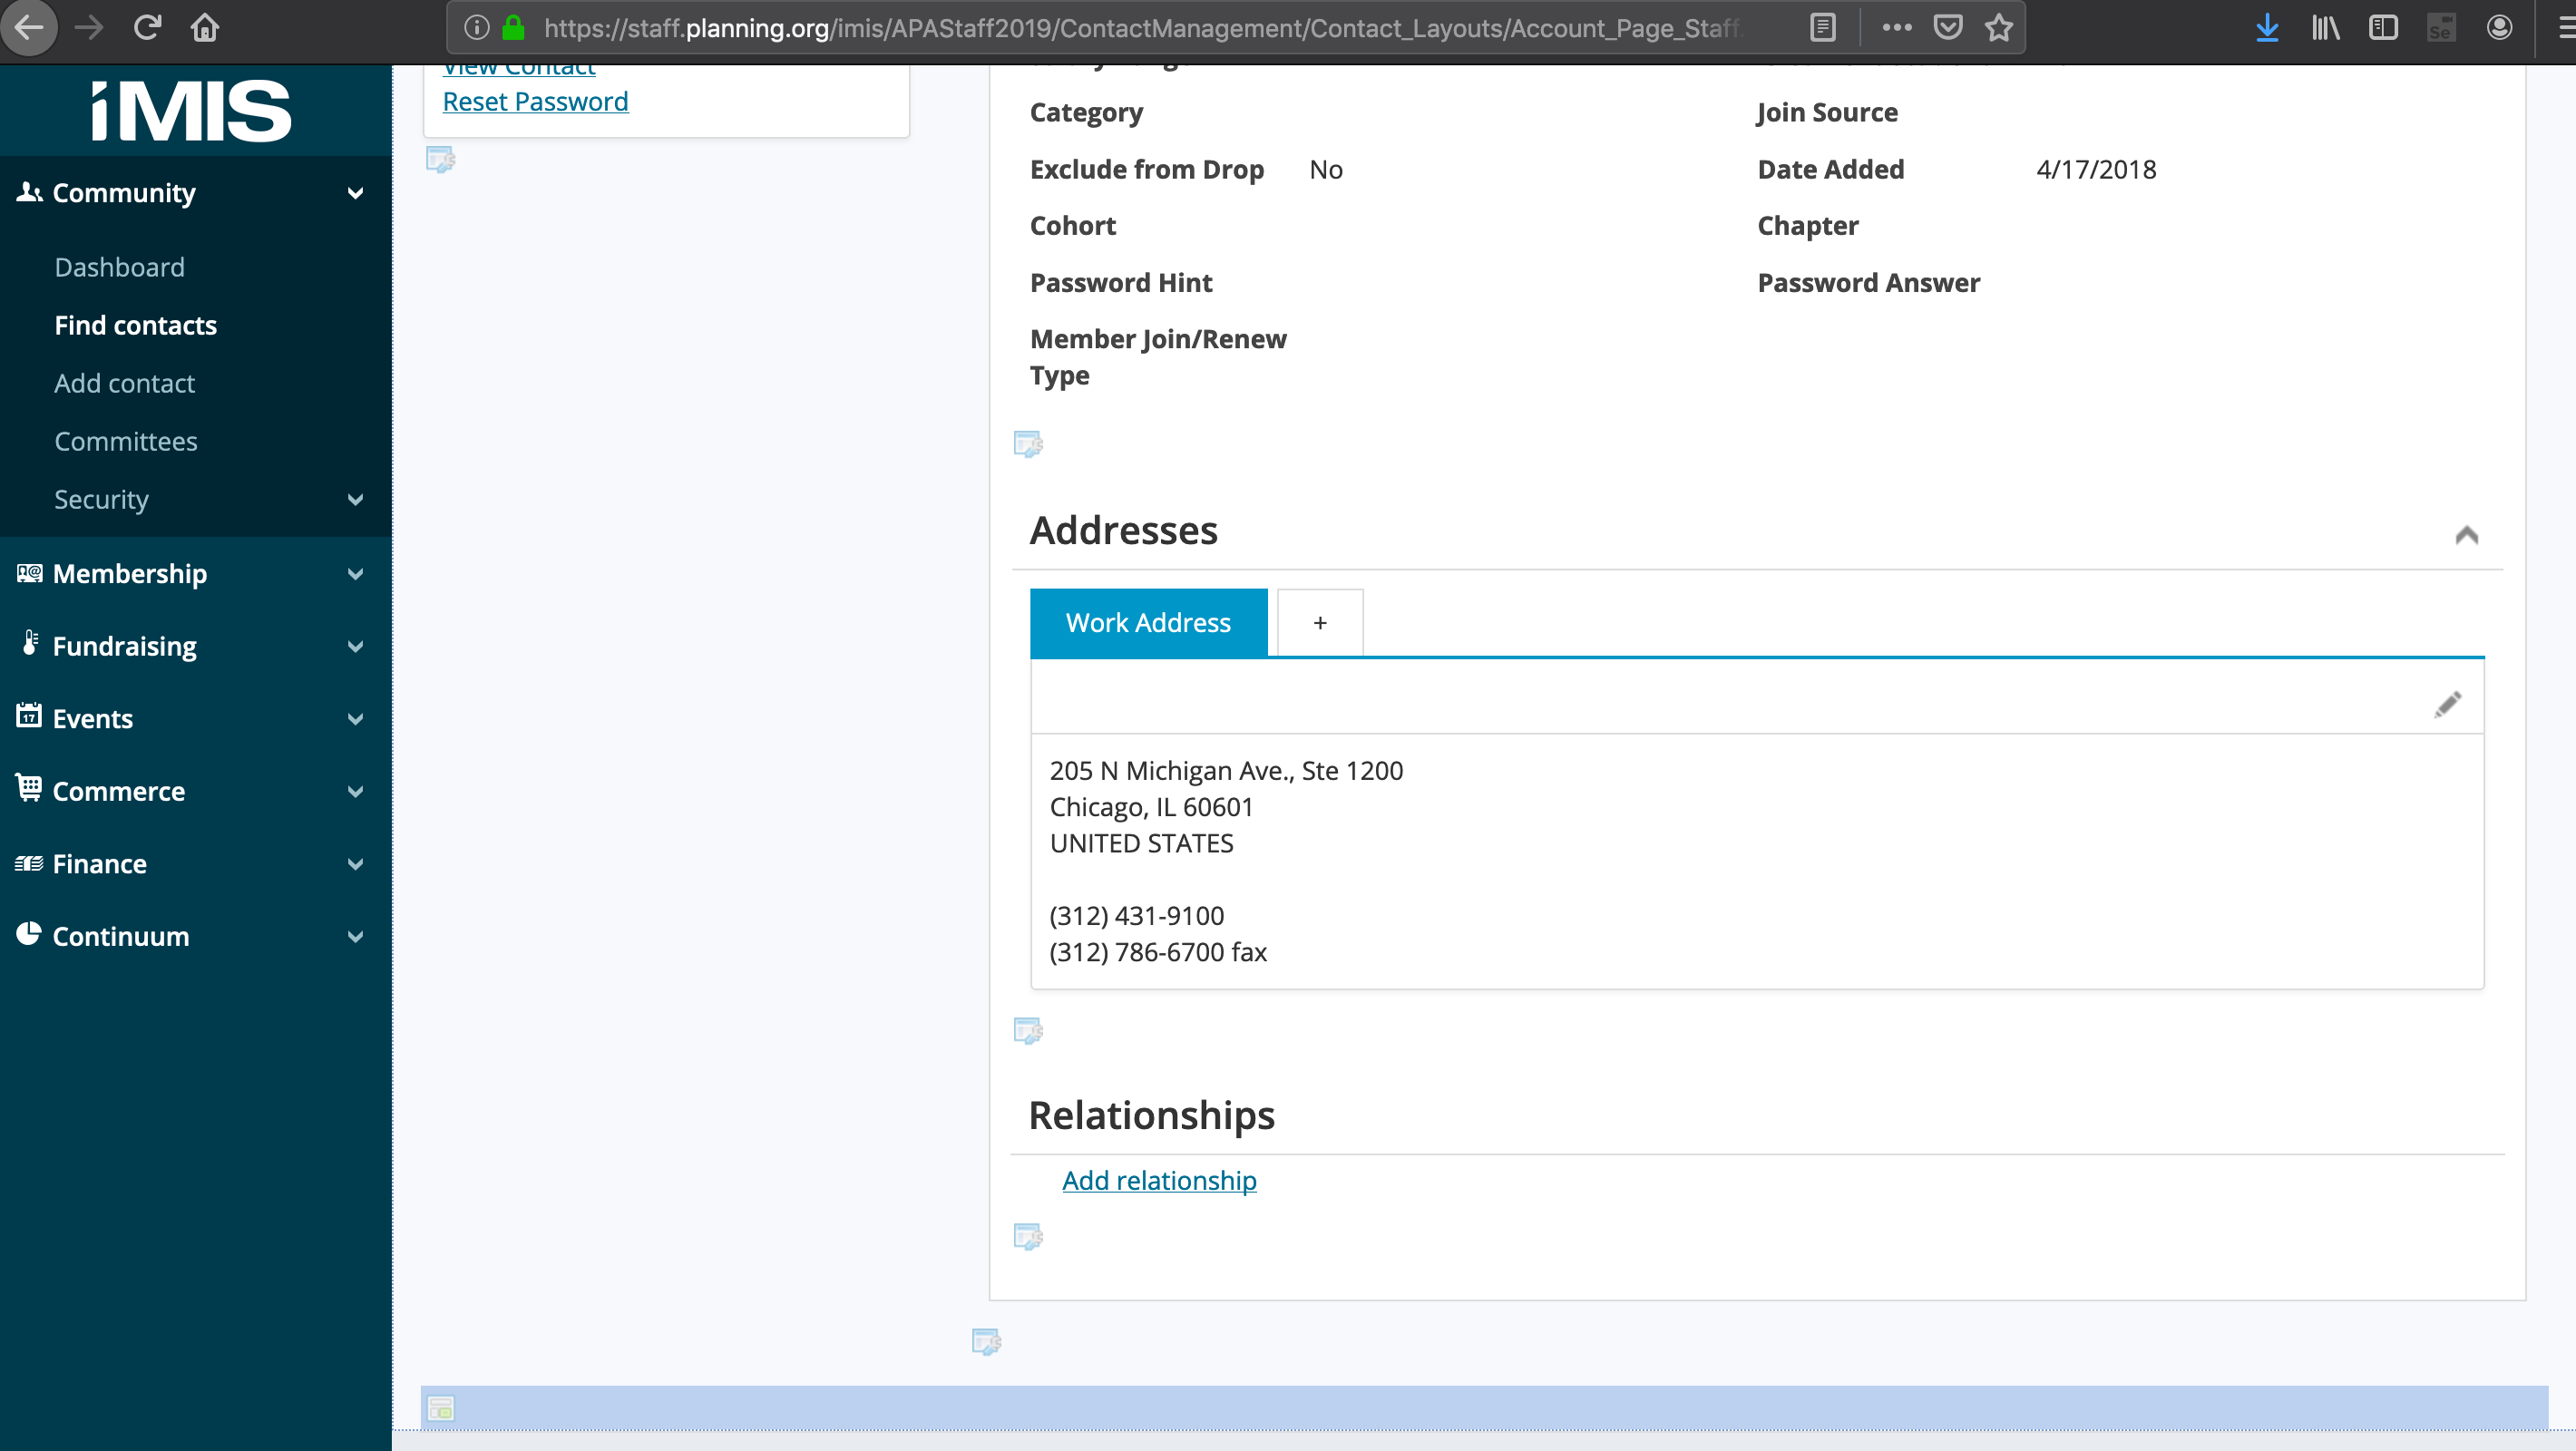 https://staff.planning.org/imis/APAStaff2019/ContactManagement/Contact_Layouts/Account_Page_Staff.
Se
iMIS
Community
Dashboard
Find contacts
Add contact
Committees
Security
Membership
Fundraising
17
Events
Commerce
Finance
Continuum
View Contact
Reset Password
Category
Join Source
Exclude from Drop No
Date Added 4/17/2018
Cohort
Chapter
Password Hint
Password Answer
Member Join/Renew
Type
Addresses
Work Address +
205 N Michigan Ave., Ste 1200
Chicago, IL 60601
UNITED STATES
(312) 431-9100
(312) 786-6700 fax
Relationships
Add relationship